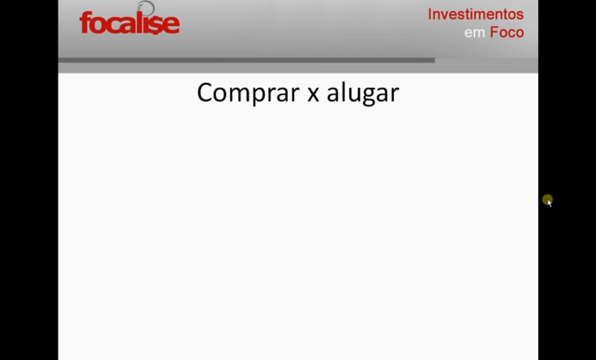 focalise
Investimentos
em Foco
Comprar x alugar